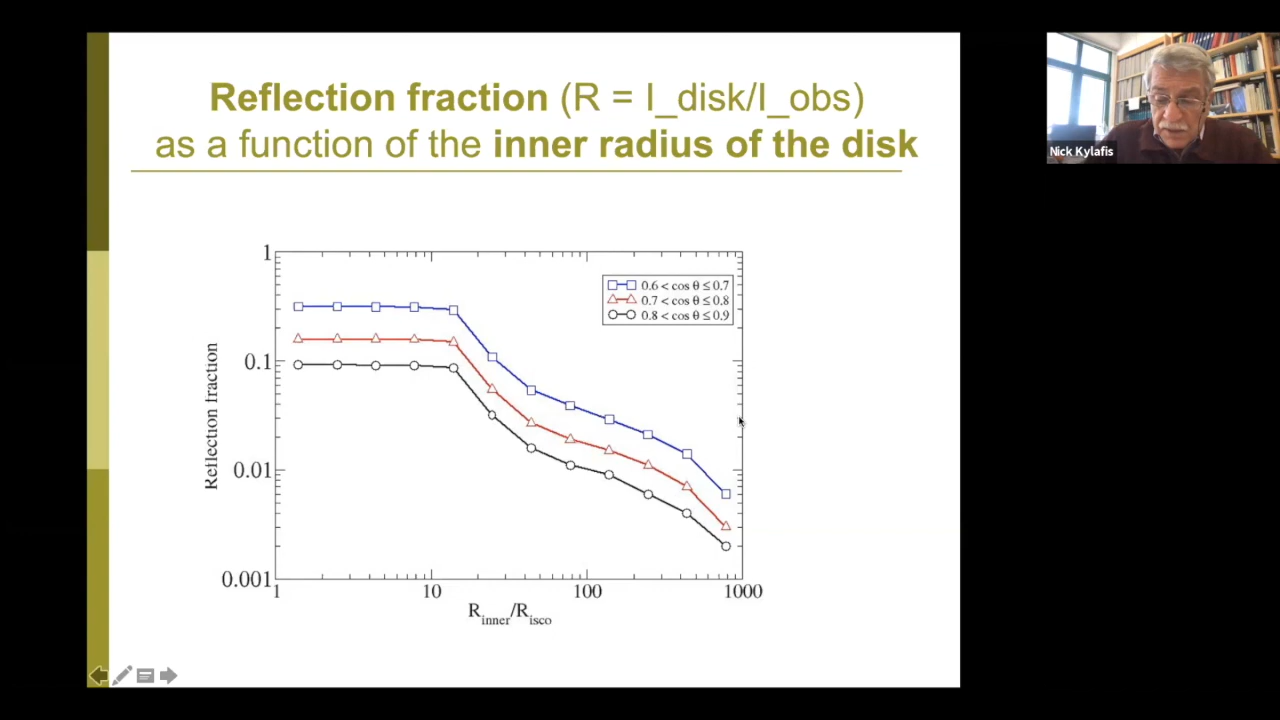 Reflection fraction (R = I_disk/I_obs)
as a function of the inner radius of the disk
Nick Kylafis
1
0.1
0.01
0.001
Reflection fraction
0.6 < cos θ ≤ 0.7
0.7 < cos θ ≤ 0.8
0.8 < cos θ ≤ 0.9
1
10
100
1000
R_inner/R_isco